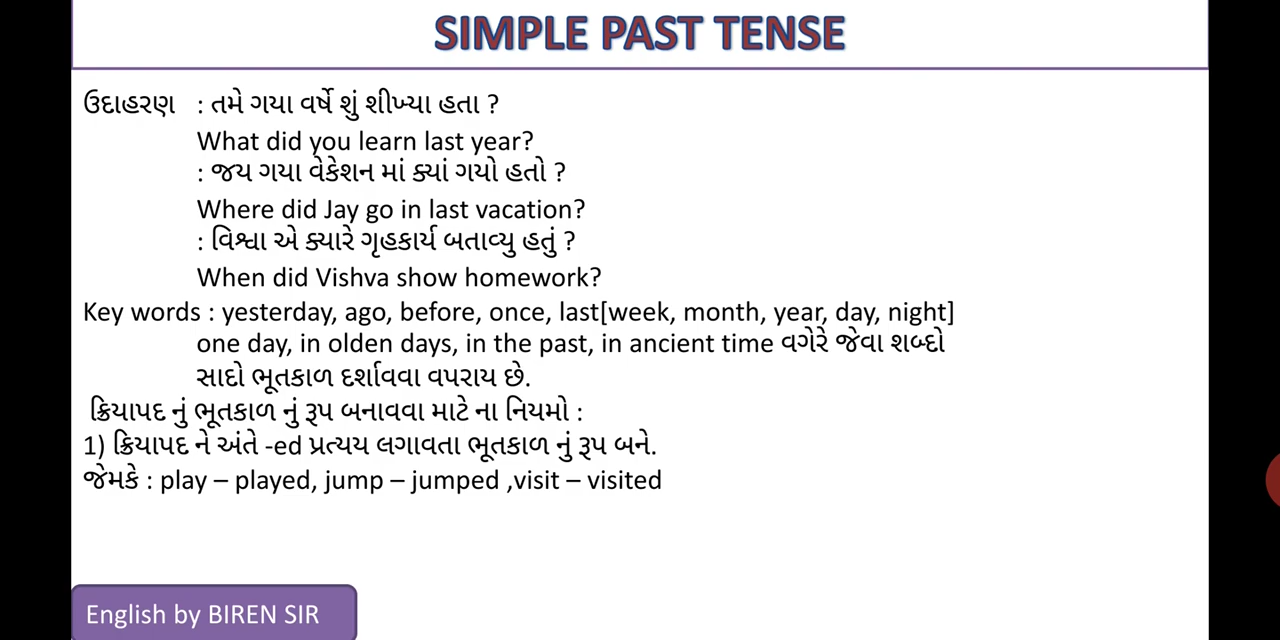 SIMPLE PAST TENSE
ઉદાહરણ : તમે ગયા વર્ષે શું શીખ્યા હતા ?
What did you learn last year?
: જય ગયા વેકેશન માં ક્યાં ગયો હતો ?
Where did Jay go in last vacation?
: વિશ્વા એ ક્યારે ગૃહકાર્ય બતાવ્યુ હતું ?
When did Vishva show homework?
Key words : yesterday, ago, before, once, last[week, month, year, day, night]
one day, in olden days, in the past, in ancient time વગેરે જેવા શબ્દો
સાદો ભૂતકાળ દર્શાવવા વપરાય છે.
ક્રિયાપદ નું ભૂતકાળ નું રૂપ બનાવવા માટે ના નિયમો :
1) ક્રિયાપદ ને અંતે -ed પ્રત્યય લગાવતા ભૂતકાળ નું રૂપ બને.
જેમકે : play – played, jump – jumped ,visit – visited
English by BIREN SIR